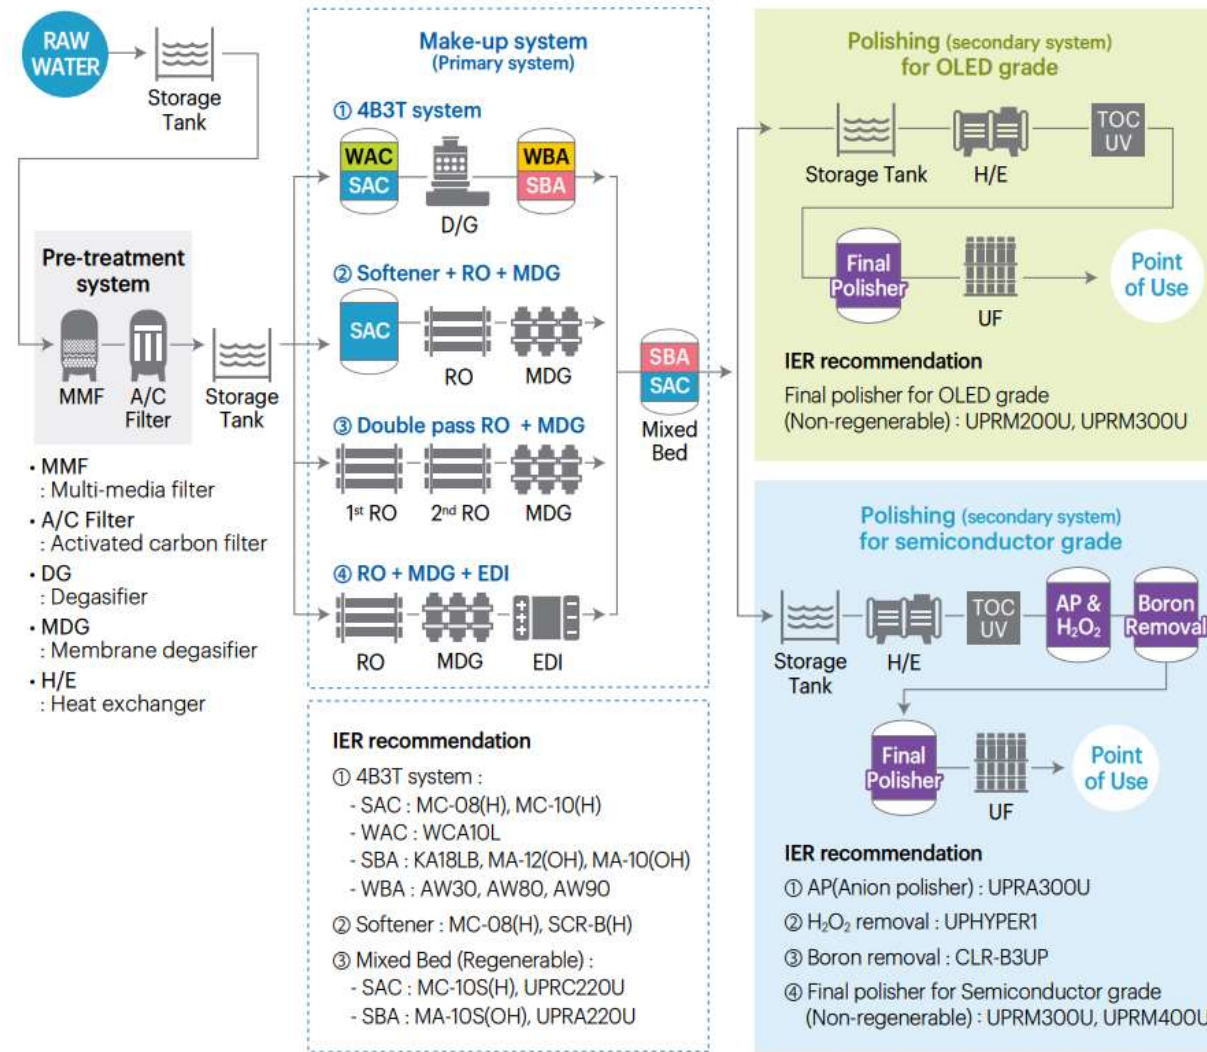 RAW
WATER
Storage
Tank
Pre-treatment
system
MMF
A/C
Filter
Storage
Tank
• MMF
: Multi-media filter
• A/C Filter
: Activated carbon filter
• DG
: Degasifier
• MDG
: Membrane degasifier
• H/E
: Heat exchanger
Make-up system
(Primary system)
① 4B3T system
WAC
SAC
D/G
WBA
SBA
② Softener + RO + MDG
SAC
RO
MDG
③ Double pass RO + MDG
1st RO
2nd RO
MDG
④ RO + MDG + EDI
RO
MDG
EDI
SBA
SAC
Mixed
Bed
IER recommendation
① 4B3T system :
- SAC : MC-08(H), MC-10(H)
- WAC : WCA10L
- SBA : KA18LB, MA-12(OH), MA-10(OH)
- WBA : AW30, AW80, AW90
② Softener : MC-08(H), SCR-B(H)
③ Mixed Bed (Regenerable) :
- SAC : MC-10S(H), UPRC220U
- SBA : MA-10S(OH), UPRA220U
Polishing (secondary system)
for OLED grade
Storage Tank
H/E
TOC
UV
Final
Polisher
UF
Point
of Use
IER recommendation
Final polisher for OLED grade
(Non-regenerable) : UPRM200U, UPRM300U
Polishing (secondary system)
for semiconductor grade
Storage
Tank
H/E
TOC
UV
AP &
H₂O₂
Boron
Removal
Final
Polisher
UF
Point
of Use
IER recommendation
① AP(Anion polisher) : UPRA300U
② H₂O₂ removal : UPHYPER1
③ Boron removal : CLR-B3UP
④ Final polisher for Semiconductor grade
(Non-regenerable) : UPRM300U, UPRM400U